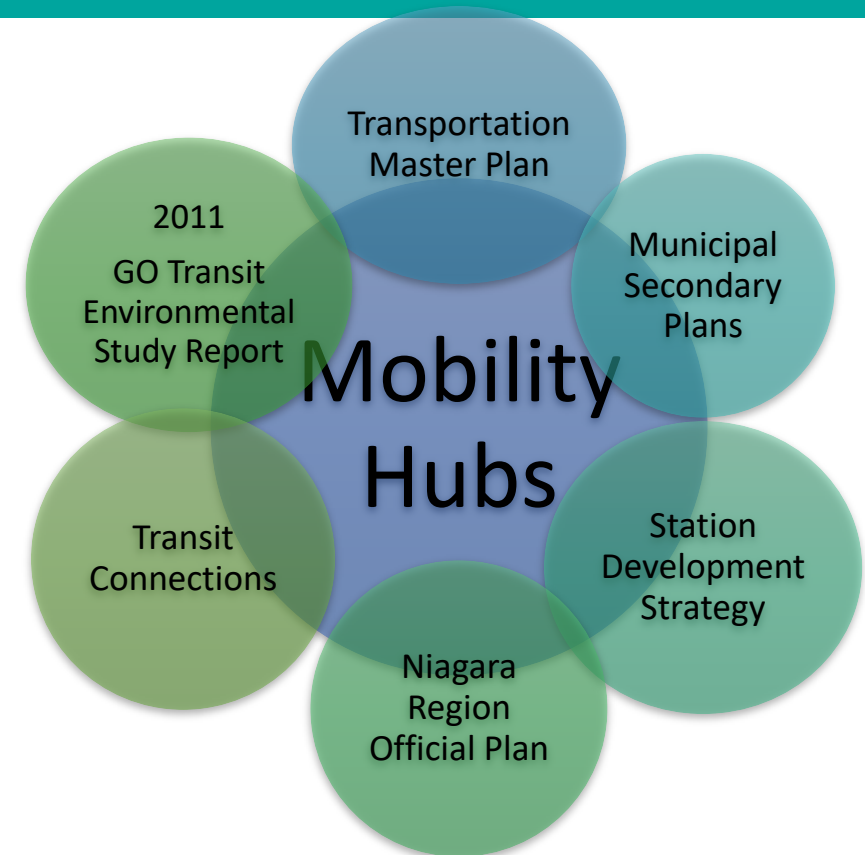 Transportation
Master Plan
2011
GO Transit
Environmental
Study Report
Municipal
Secondary
Plans
Mobility
Hubs
Transit
Connections
Station
Development
Strategy
Niagara
Region
Official Plan